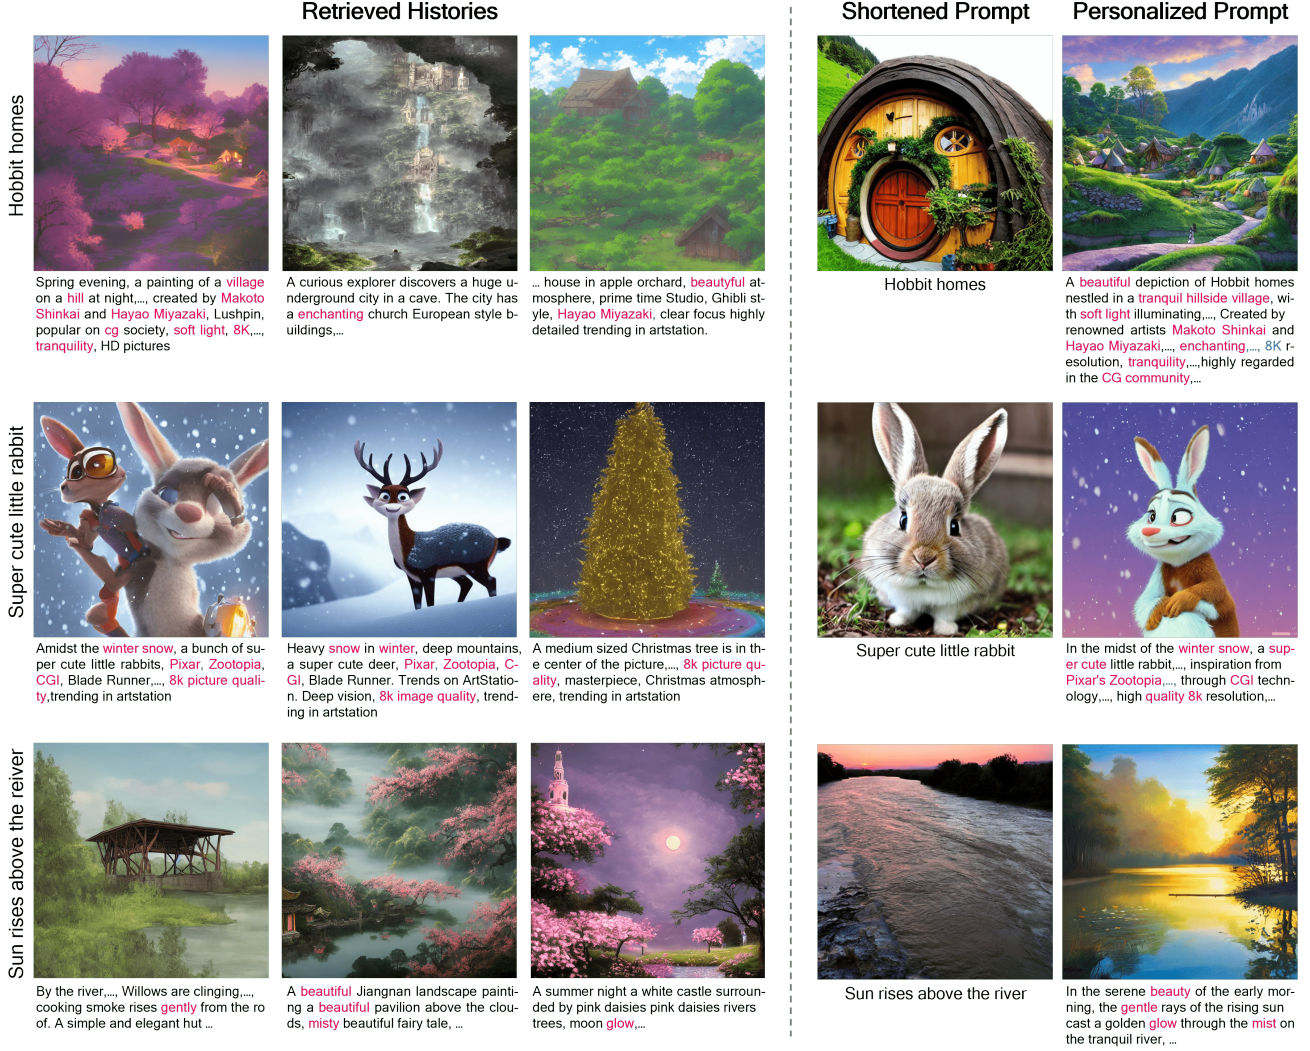 Retrieved Histories
Shortened Prompt
Personalized Prompt
Hobbit homes
Spring evening, a painting of a village
on a hill at night,..., created by Makoto
Shinkai and Hayao Miyazaki, Lushpin,
popular on cg society, soft light, 8K,...,
tranquility, HD pictures
A curious explorer discovers a huge u-
nderground city in a cave. The city has
a enchanting church European style b-
uildings,...
... house in apple orchard, beautyful at-
mosphere, prime time Studio, Ghibli st-
yle, Hayao Miyazaki, clear focus highly
detailed trending in artstation.
Hobbit homes
A beautiful depiction of Hobbit homes
nestled in a tranquil hillside village, wi-
th soft light illuminating,..., Created by
renowned artists Makoto Shinkai and
Hayao Miyazaki,..., enchanting,..., 8K r-
esolution, tranquility,...,highly regarded
in the CG community,...
Super cute little rabbit
Amidst the winter snow, a bunch of su-
per cute little rabbits, Pixar, Zootopia,
CGI, Blade Runner,..., 8k picture quali-
ty,trending in artstation
Heavy snow in winter, deep mountains,
a super cute deer, Pixar, Zootopia, C-
GI, Blade Runner. Trends on ArtStatio-
n. Deep vision, 8k image quality, trend-
ing in artstation
A medium sized Christmas tree is in th-
e center of the picture,..., 8k picture qu-
ality, masterpiece, Christmas atmosph-
ere, trending in artstation
Super cute little rabbit
In the midst of the winter snow, a sup-
er cute little rabbit,..., inspiration from
Pixar's Zootopia,..., through CGI techn-
ology,..., high quality 8k resolution,...
Sun rises above the reiver
By the river,..., Willows are clinging,...,
cooking smoke rises gently from the ro
of. A simple and elegant hut ...
A beautiful Jiangnan landscape painti-
ng a beautiful pavilion above the clou-
ds, misty beautiful fairy tale, ...
A summer night a white castle surroun-
ded by pink daisies pink daisies rivers
trees, moon glow,...
Sun rises above the river
In the serene beauty of the early mor-
ning, the gentle rays of the rising sun
cast a golden glow through the mist on
the tranquil river, ...